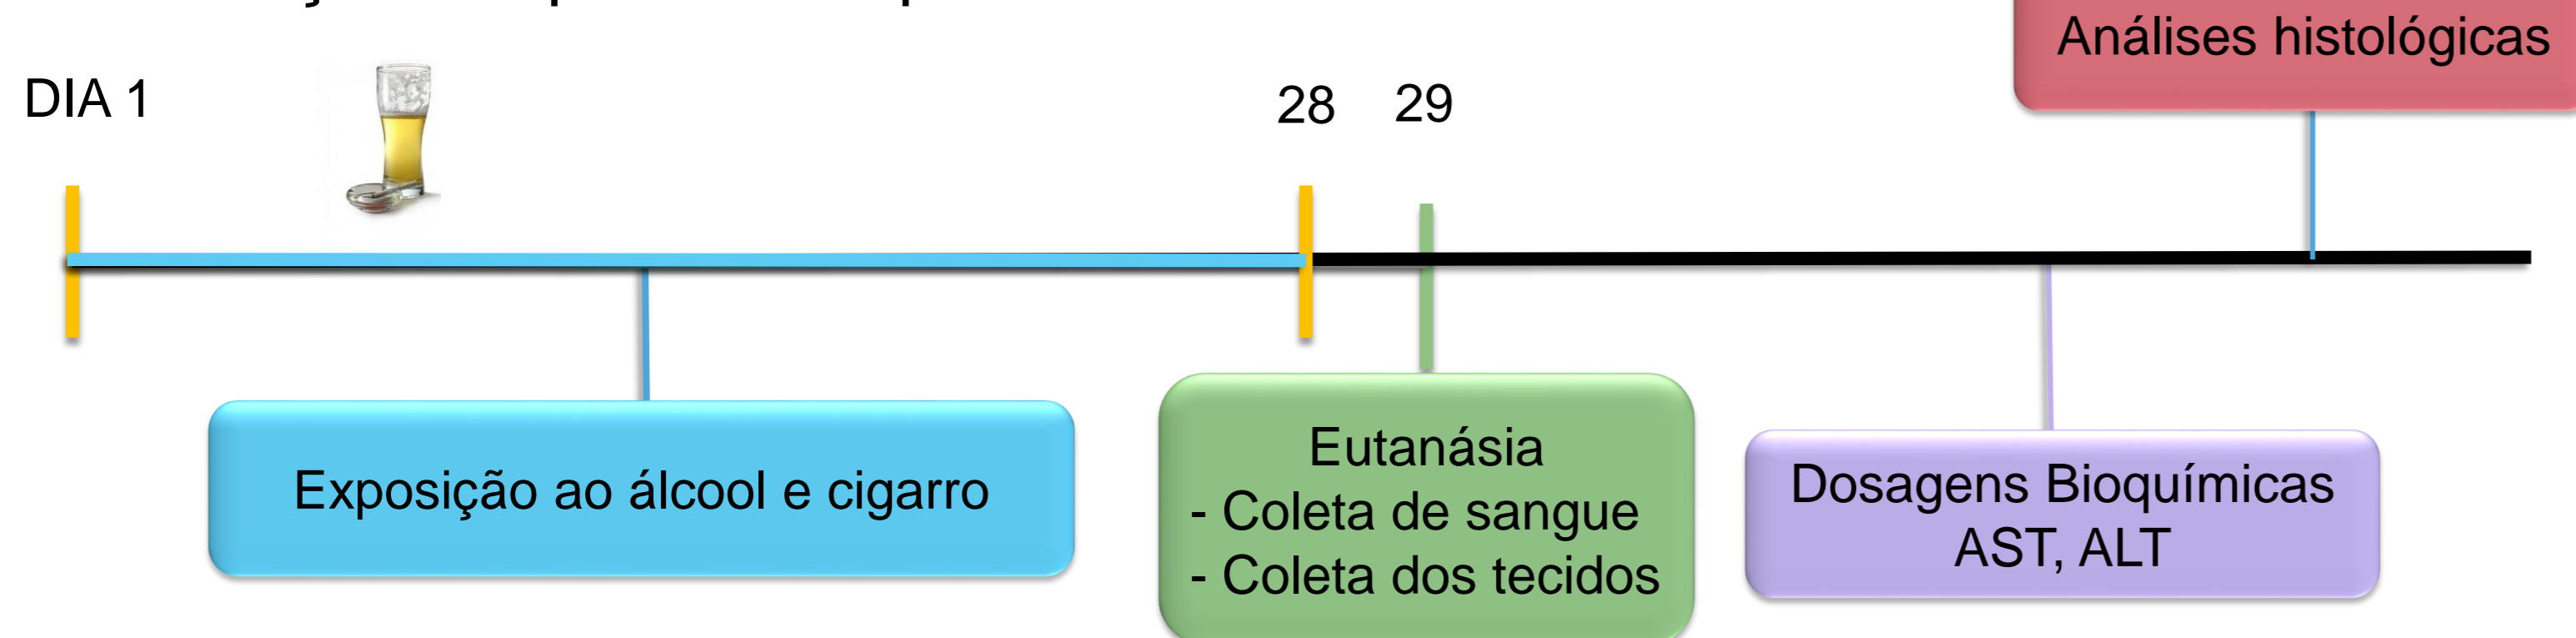 Análises histológicas
DIA 1
28
29
Exposição ao álcool e cigarro
Eutanásia
- Coleta de sangue
- Coleta dos tecidos
Dosagens Bioquímicas
AST, ALT